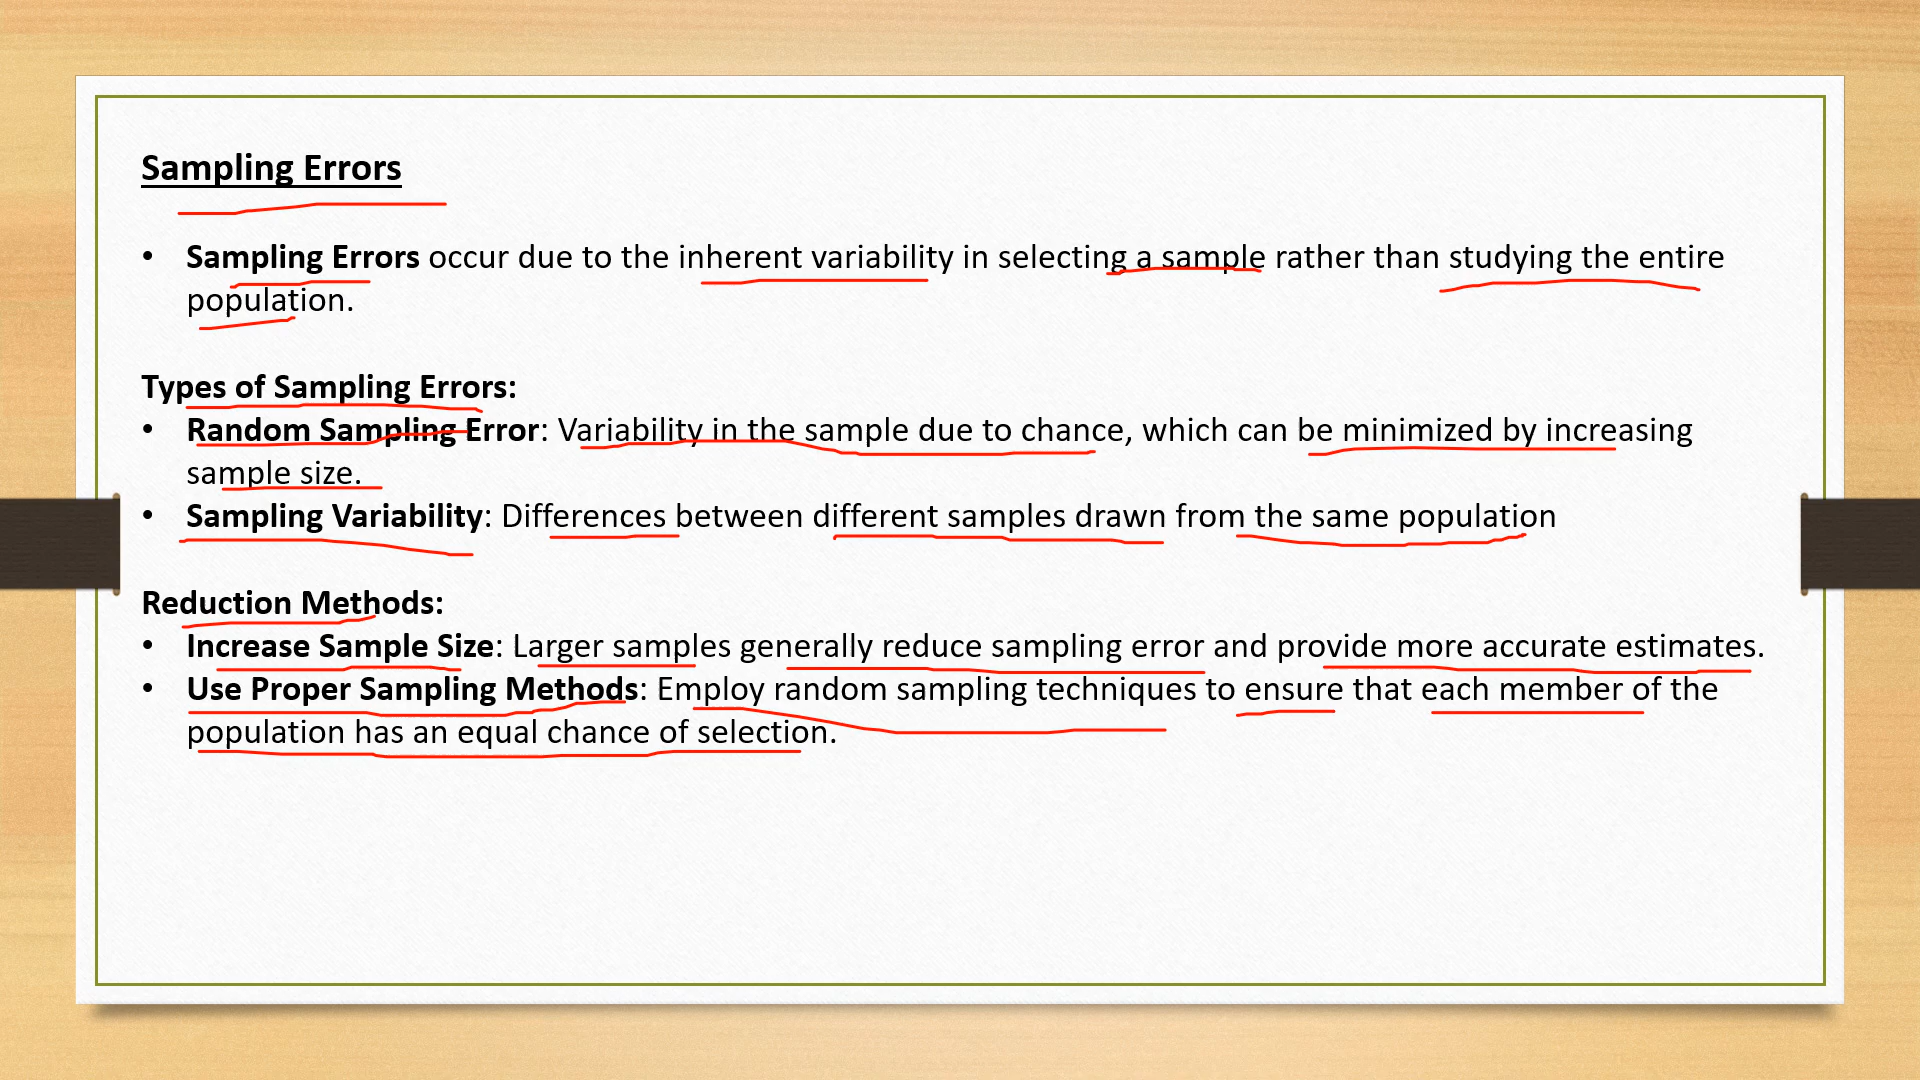 Sampling Errors
• Sampling Errors occur due to the inherent variability in selecting a sample rather than studying the entire
population.
Types of Sampling Errors:
• Random Sampling Error: Variability in the sample due to chance, which can be minimized by increasing
sample size.
• Sampling Variability: Differences between different samples drawn from the same population
Reduction Methods:
• Increase Sample Size: Larger samples generally reduce sampling error and provide more accurate estimates.
• Use Proper Sampling Methods: Employ random sampling techniques to ensure that each member of the
population has an equal chance of selection.